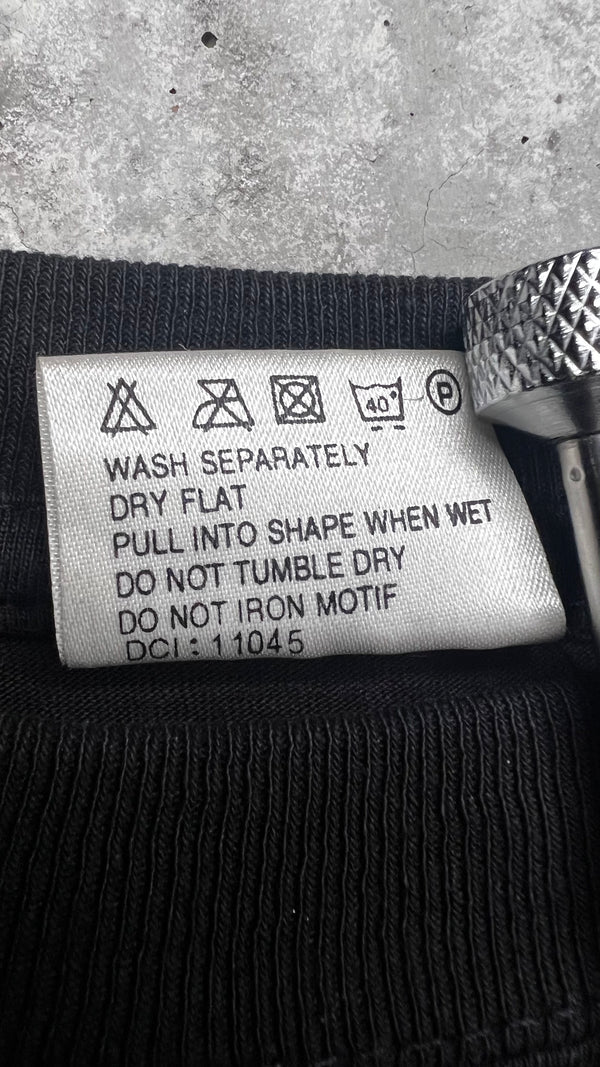 40° P
WASH SEPARATELY
DRY FLAT
PULL INTO SHAPE WHEN WET
DO NOT TUMBLE DRY
DO NOT IRON MOTIF
DCI : 11045